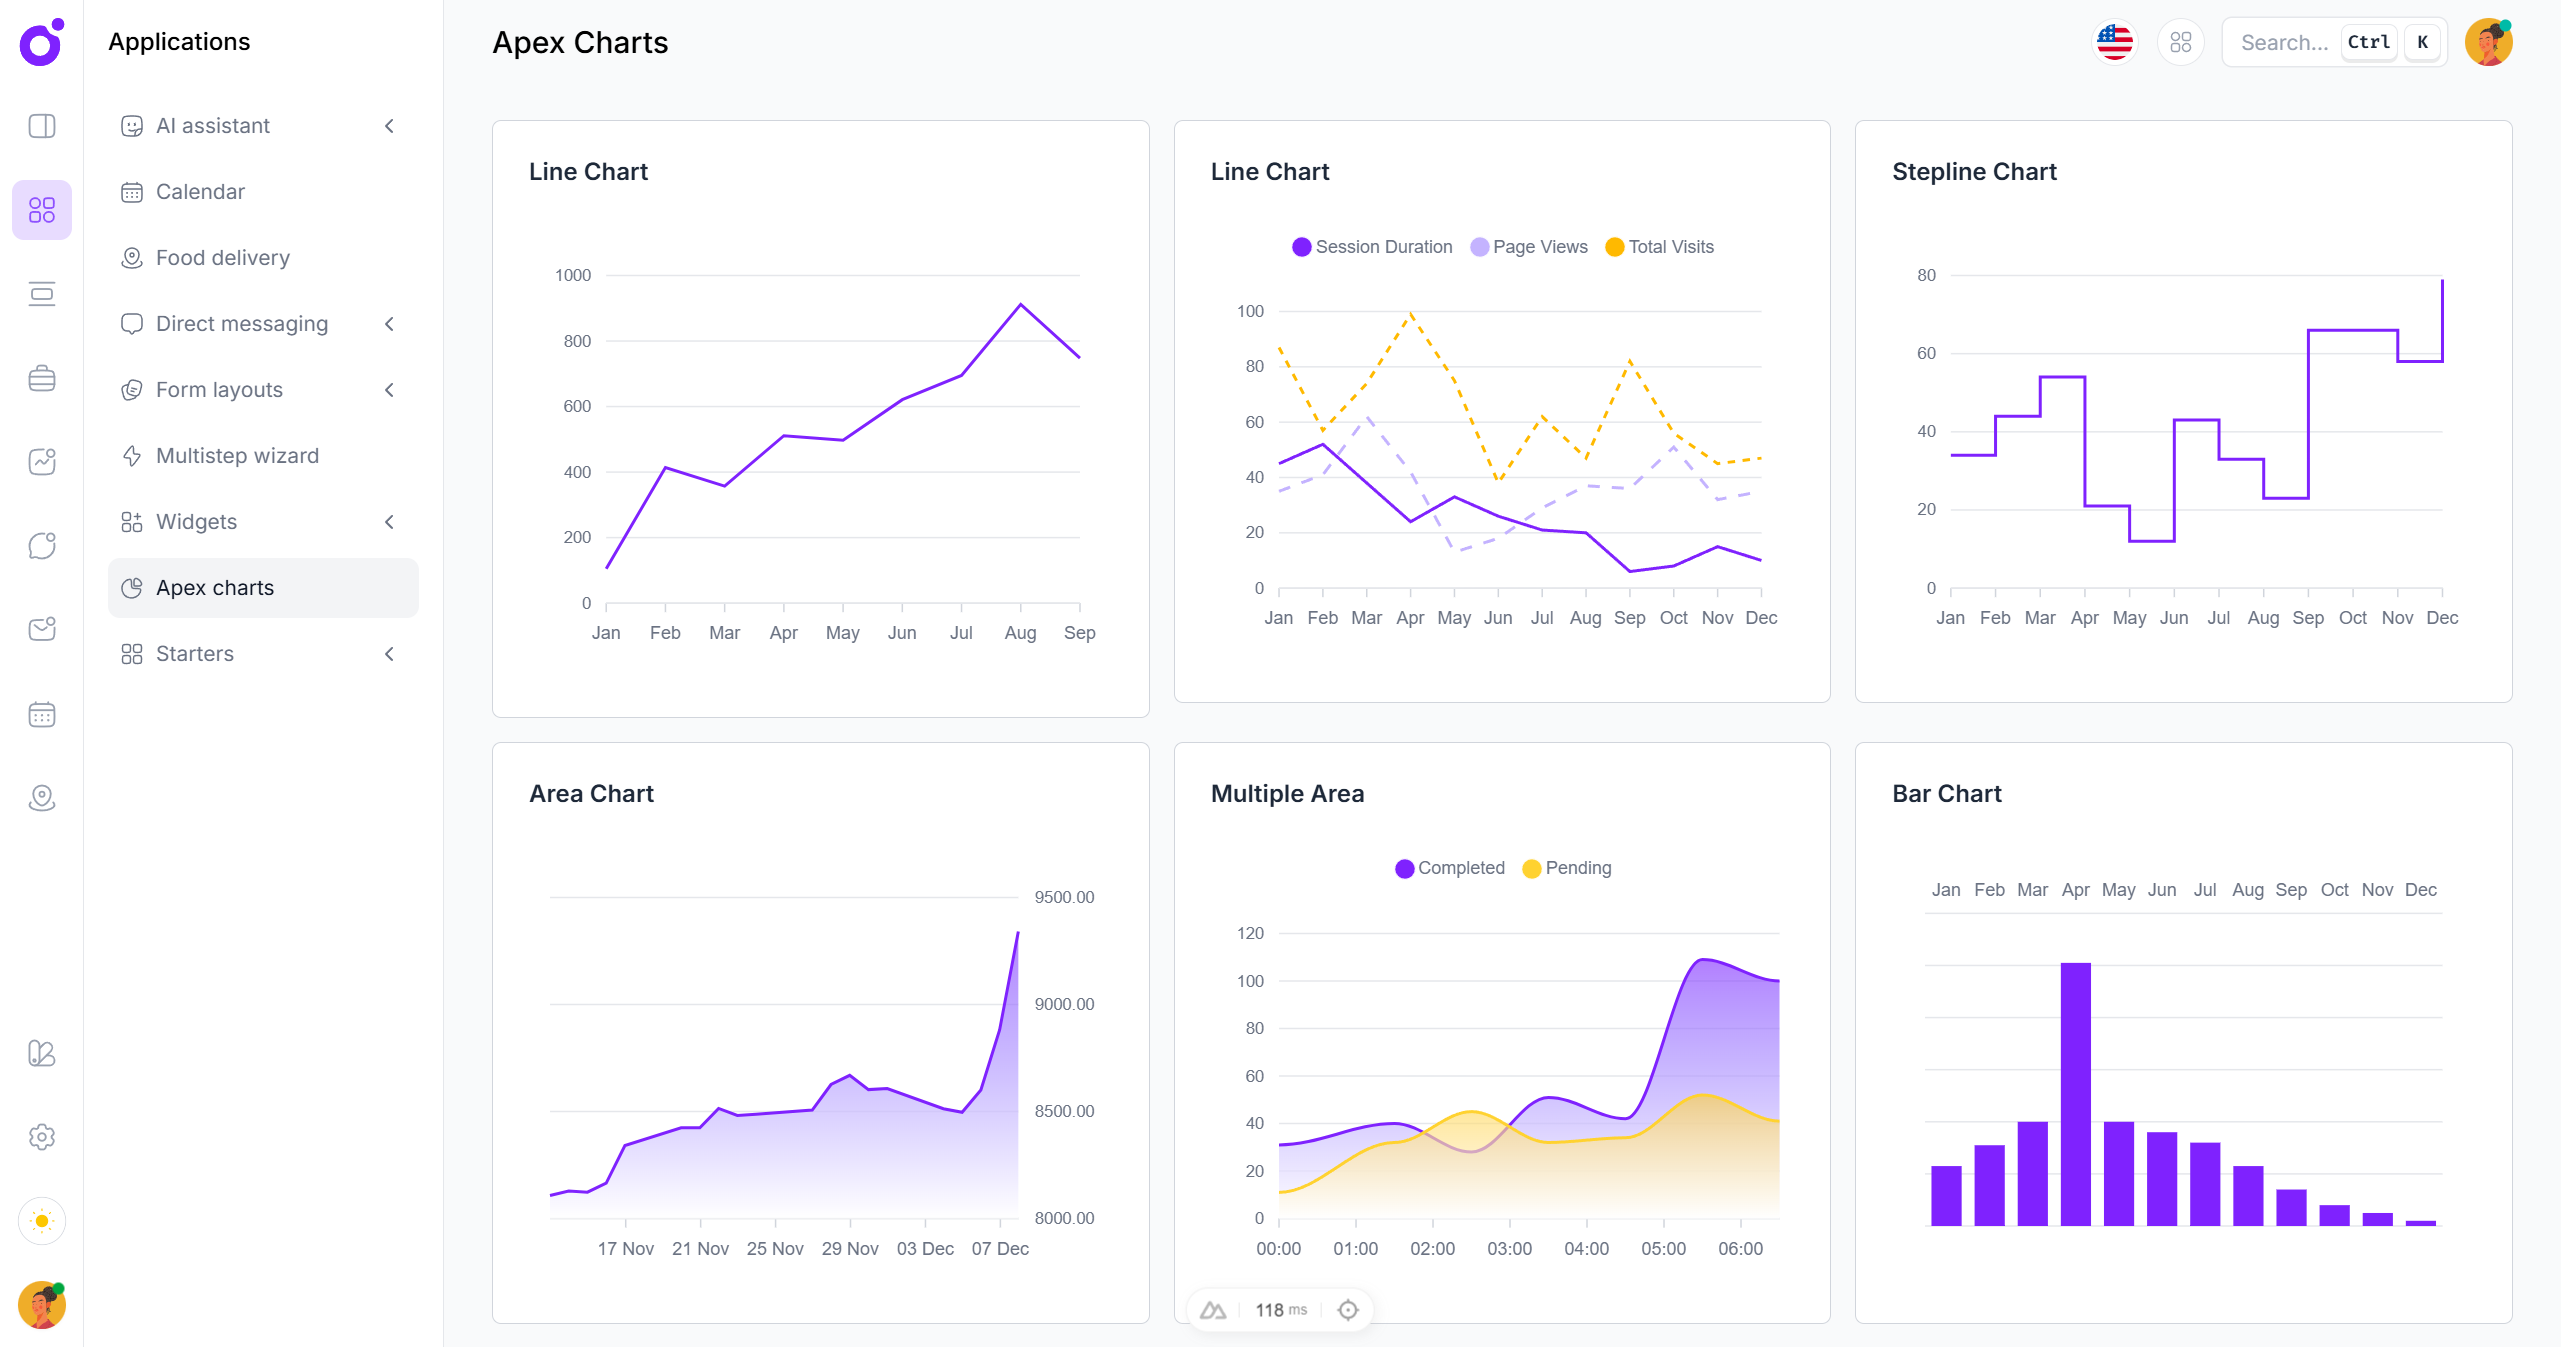 Applications
AI assistant
Calendar
Food delivery
Direct messaging
Form layouts
Multistep wizard
Widgets
Apex charts
Starters
Apex Charts
Search... Ctrl K
Line Chart
1000
800
600
400
200
0
Jan Feb Mar Apr May Jun Jul Aug Sep
Line Chart
Session Duration Page Views Total Visits
100
80
60
40
20
0
Jan Feb Mar Apr May Jun Jul Aug Sep Oct Nov Dec
Stepline Chart
80
60
40
20
0
Jan Feb Mar Apr May Jun Jul Aug Sep Oct Nov Dec
Area Chart
9500.00
9000.00
8500.00
8000.00
17 Nov 21 Nov 25 Nov 29 Nov 03 Dec 07 Dec
Multiple Area
Completed Pending
120
100
80
60
40
20
0
00:00 01:00 02:00 03:00 04:00 05:00 06:00
118 ms
Bar Chart
Jan Feb Mar Apr May Jun Jul Aug Sep Oct Nov Dec